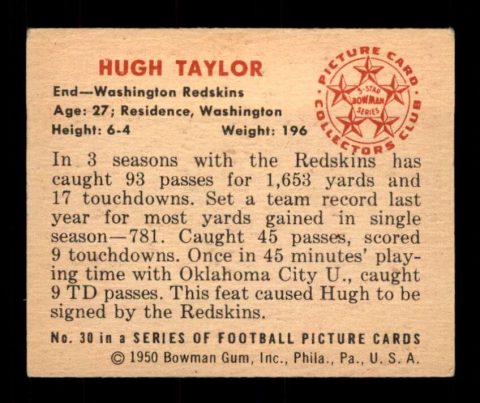 HUGH TAYLOR
End—Washington Redskins
Age: 27; Residence, Washington
Height: 6-4 Weight: 196
PICTURE CARD
5-STAR
BOWMAN
SERIES
COLLECTORS CLUB
In 3 seasons with the Redskins has
caught 93 passes for 1,653 yards and
17 touchdowns. Set a team record last
year for most yards gained in single
season—781. Caught 45 passes, scored
9 touchdowns. Once in 45 minutes' play-
ing time with Oklahoma City U., caught
9 TD passes. This feat caused Hugh to be
signed by the Redskins.
No. 30 in a SERIES OF FOOTBALL PICTURE CARDS
© 1950 Bowman Gum, Inc., Phila., Pa., U. S. A.